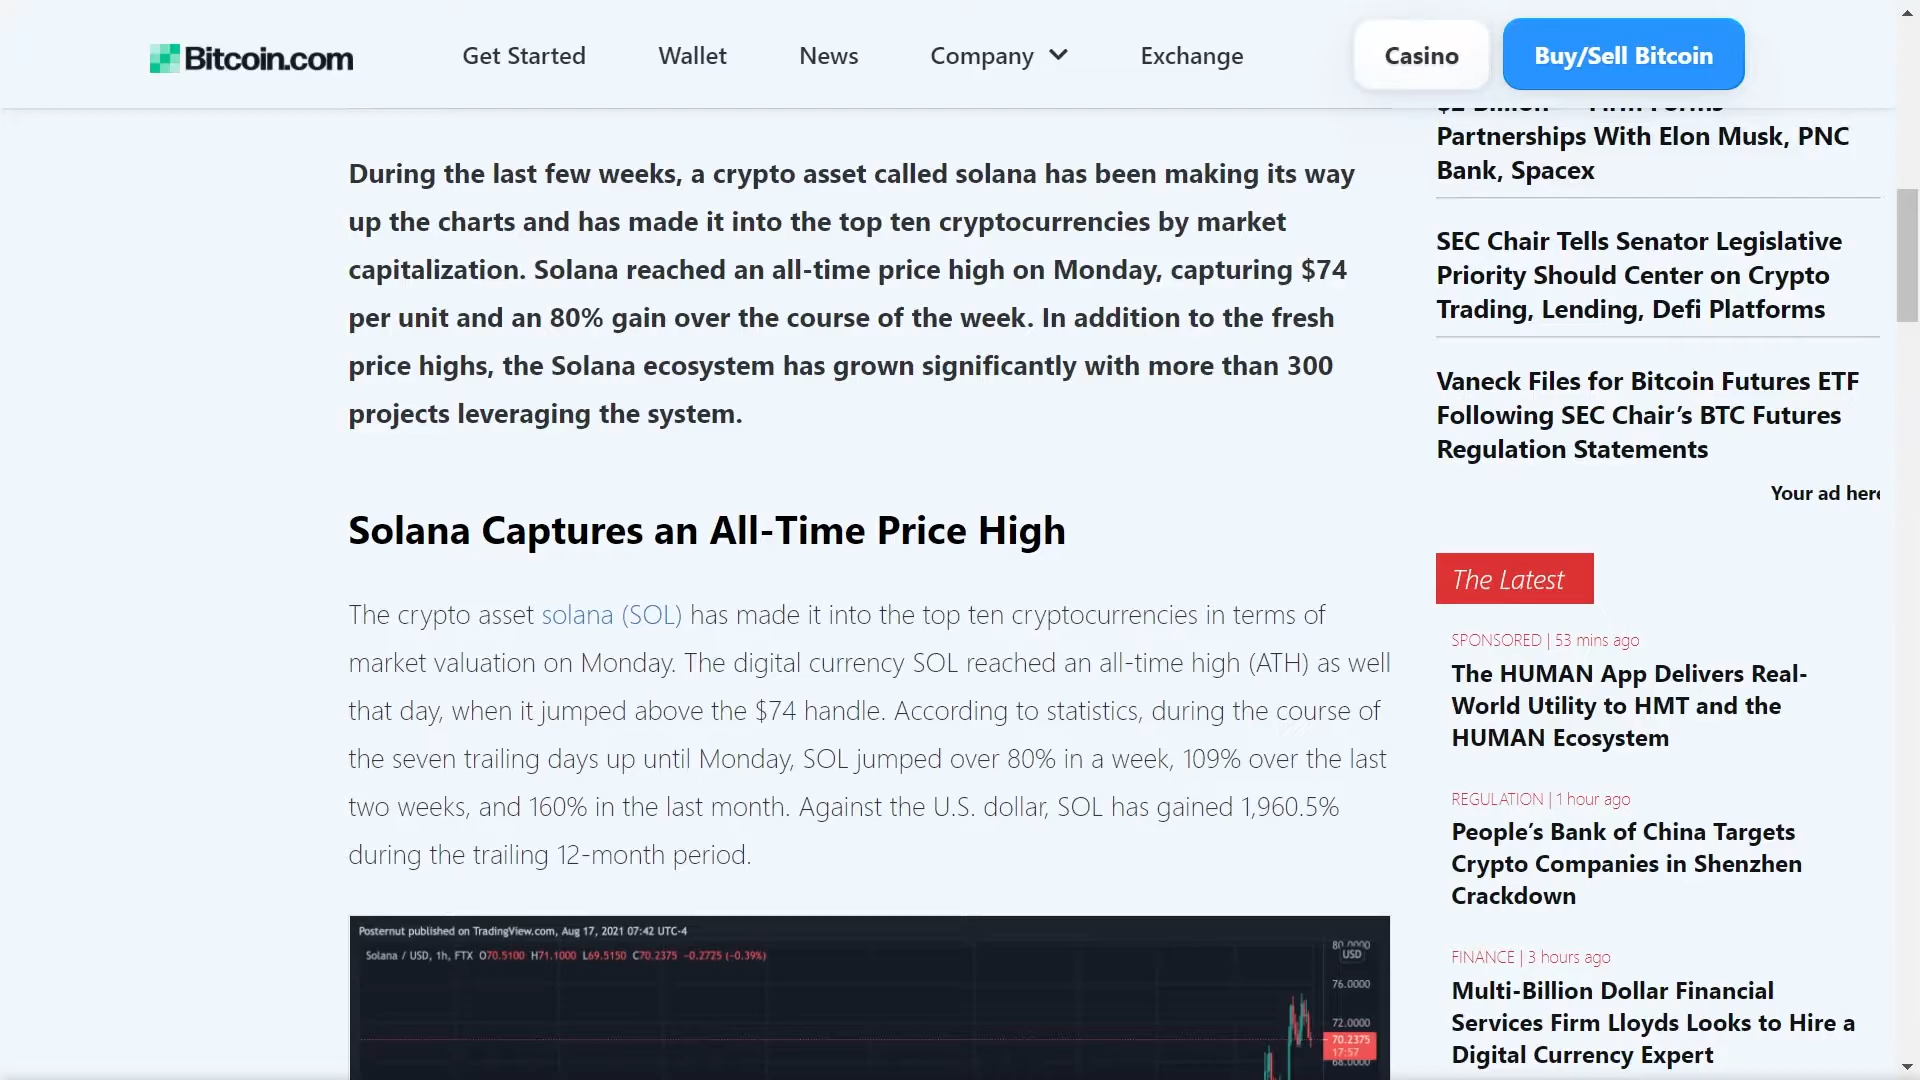 Bitcoin.com
Get Started
Wallet
News
Company
Exchange
Casino
Buy/Sell Bitcoin
During the last few weeks, a crypto asset called solana has been making its way
up the charts and has made it into the top ten cryptocurrencies by market
capitalization. Solana reached an all-time price high on Monday, capturing $74
per unit and an 80% gain over the course of the week. In addition to the fresh
price highs, the Solana ecosystem has grown significantly with more than 300
projects leveraging the system.
Solana Captures an All-Time Price High
The crypto asset solana (SOL) has made it into the top ten cryptocurrencies in terms of
market valuation on Monday. The digital currency SOL reached an all-time high (ATH) as well
that day, when it jumped above the $74 handle. According to statistics, during the course of
the seven trailing days up until Monday, SOL jumped over 80% in a week, 109% over the last
two weeks, and 160% in the last month. Against the U.S. dollar, SOL has gained 1,960.5%
during the trailing 12-month period.
Posternut published on TradingView.com, Aug 17, 2021 07:42 UTC-4
Solana / USD, 1h, FTX O70.5100 H71.1000 L69.5150 C70.2375 -0.2725 (-0.39%)
80.0000
USD
76.0000
72.0000
70.2375
17:57
68.0000
Partnerships With Elon Musk, PNC
Bank, Spacex
SEC Chair Tells Senator Legislative
Priority Should Center on Crypto
Trading, Lending, Defi Platforms
Vaneck Files for Bitcoin Futures ETF
Following SEC Chair’s BTC Futures
Regulation Statements
Your ad here
The Latest
SPONSORED | 53 mins ago
The HUMAN App Delivers Real-
World Utility to HMT and the
HUMAN Ecosystem
REGULATION | 1 hour ago
People’s Bank of China Targets
Crypto Companies in Shenzhen
Crackdown
FINANCE | 3 hours ago
Multi-Billion Dollar Financial
Services Firm Lloyds Looks to Hire a
Digital Currency Expert